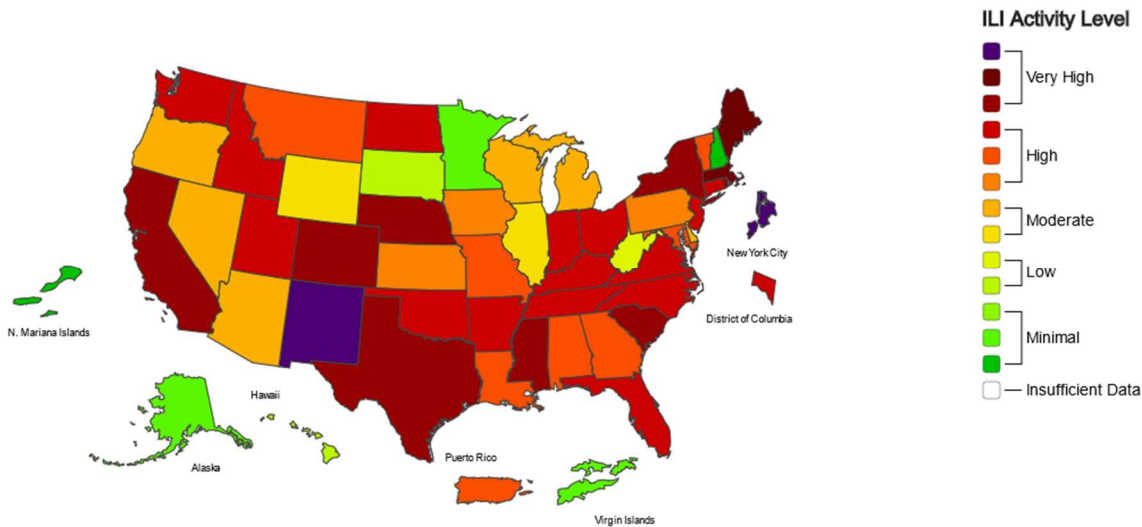 ILI Activity Level
Very High
High
Moderate
Low
Minimal
Insufficient Data
New York City
District of Columbia
N. Mariana Islands
Hawaii
Alaska
Puerto Rico
Virgin Islands